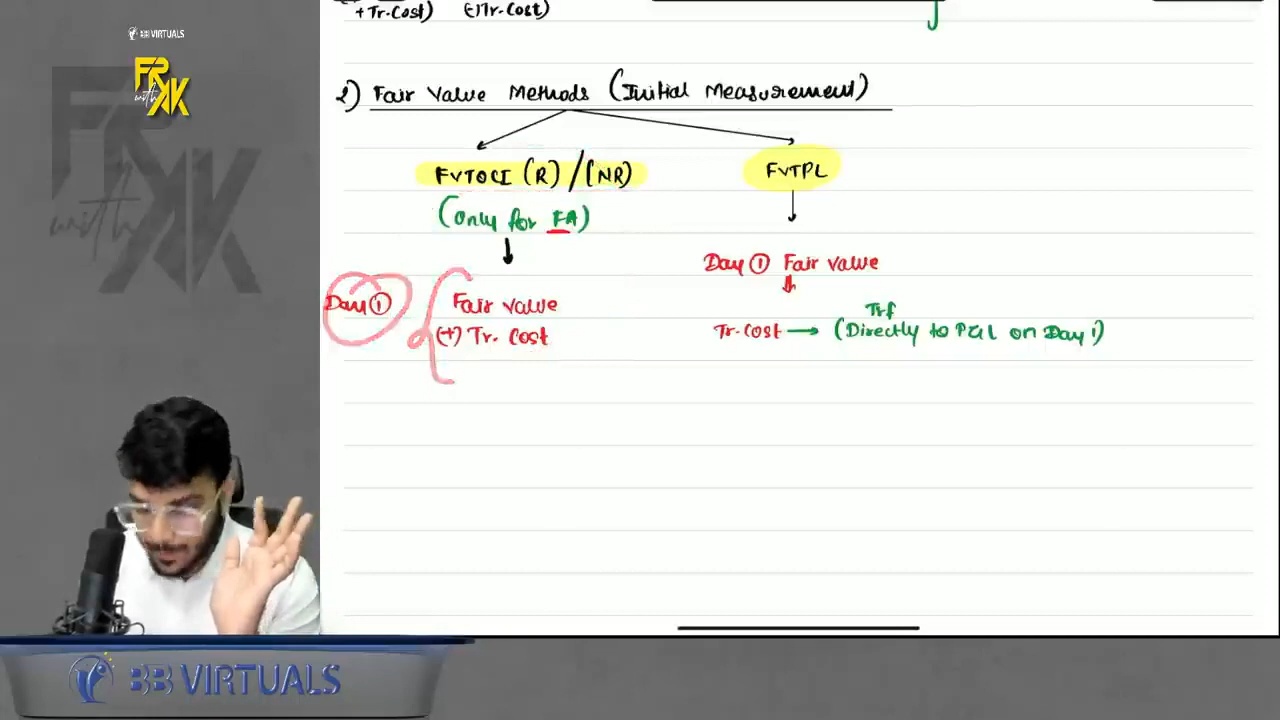 BB VIRTUALS
FR
with
AK
+ Tr. Cost) (-)Tr. Cost)
2) Fair Value Methods (Initial Measurement)
FVTOCI (R) / (NR)
FVTPL
(Only for FA)
Day ① Fair value
Day ① Fair value
(+) Tr. Cost
Trf
Tr. Cost → (Directly to P&L on Day 1)
BB VIRTUALS